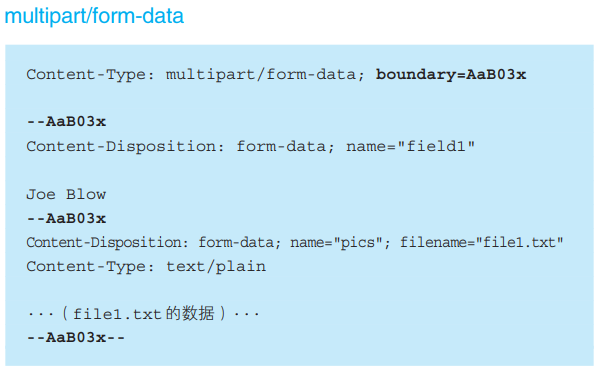 multipart/form-data
Content-Type: multipart/form-data; boundary=AaB03x
--AaB03x
Content-Disposition: form-data; name="field1"
Joe Blow
--AaB03x
Content-Disposition: form-data; name="pics"; filename="file1.txt"
Content-Type: text/plain
···（file1.txt 的数据）···
--AaB03x--